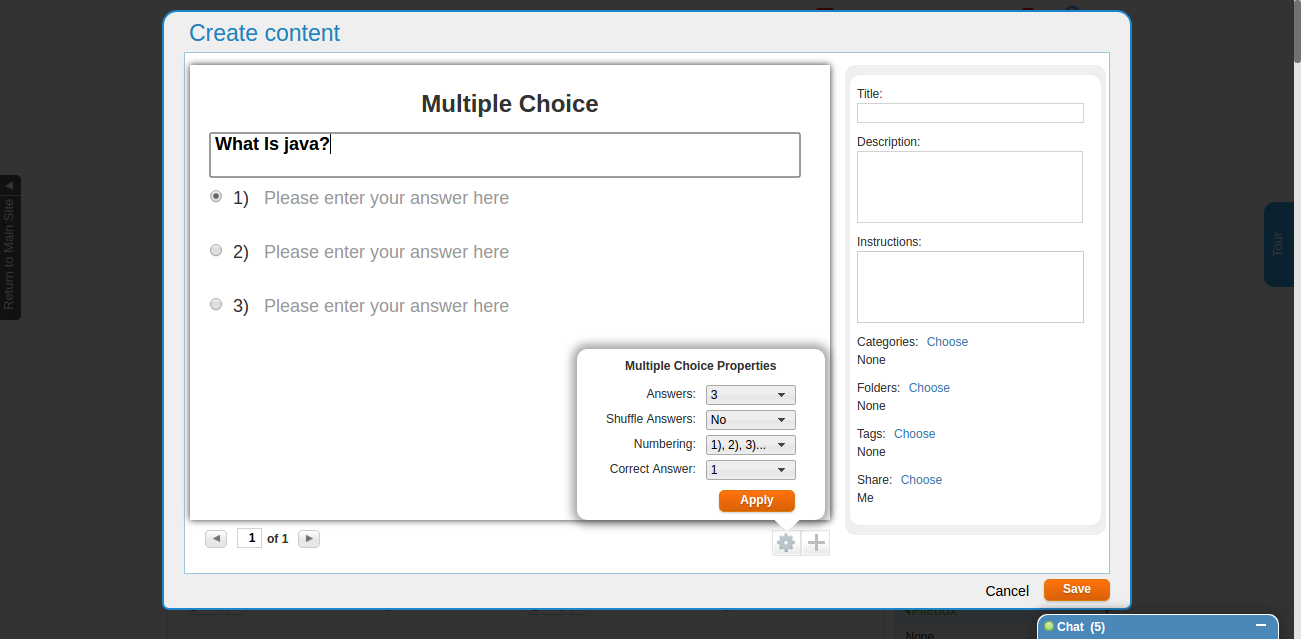 Create content
Multiple Choice
What Is java?
1) Please enter your answer here
2) Please enter your answer here
3) Please enter your answer here
Multiple Choice Properties
Answers: 3
Shuffle Answers: No
Numbering: 1), 2), 3)...
Correct Answer: 1
Apply
1 of 1
Title:
Description:
Instructions:
Categories: Choose
None
Folders: Choose
None
Tags: Choose
None
Share: Choose
Me
Cancel Save
Return to Main Site
Tour
Filebox
None
Chat (5)